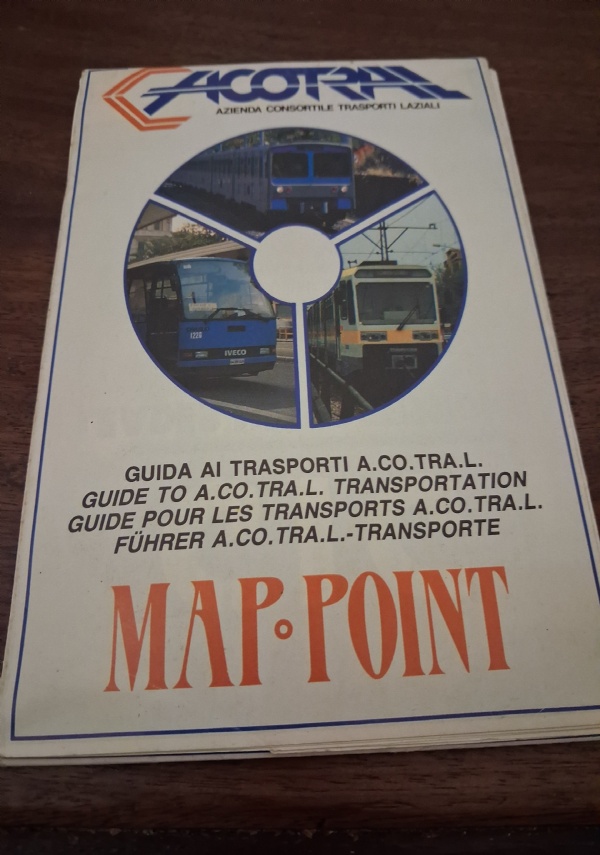 ACOTRAL
AZIENDA CONSORTILE TRASPORTI LAZIALI
1220
IVECO
GUIDA AI TRASPORTI A.CO.TRA.L.
GUIDE TO A.CO.TRA.L. TRANSPORTATION
GUIDE POUR LES TRANSPORTS A.CO.TRA.L.
FÜHRER A.CO.TRA.L.-TRANSPORTE
MAP·POINT